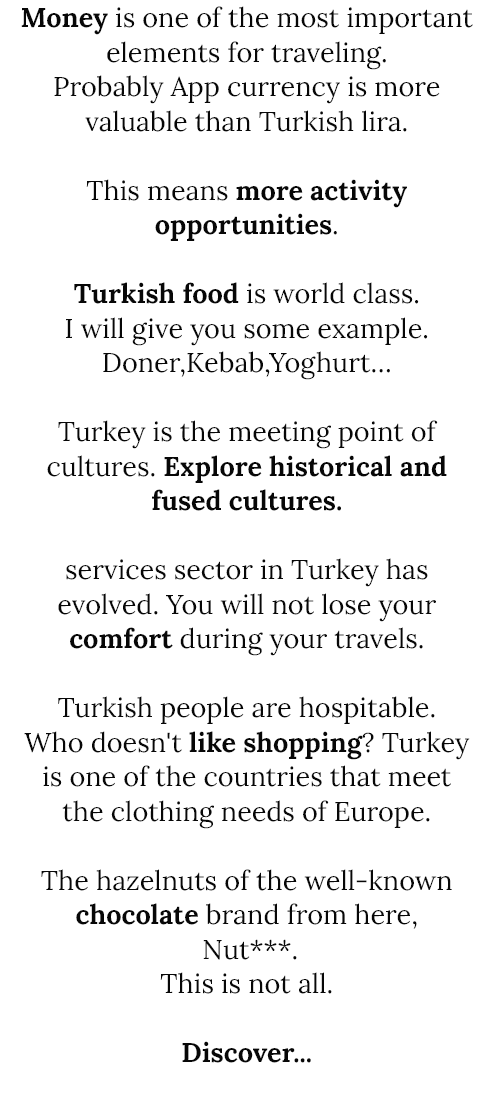 Money is one of the most important
elements for traveling.
Probably App currency is more
valuable than Turkish lira.
This means more activity
opportunities.
Turkish food is world class.
I will give you some example.
Doner,Kebab,Yoghurt...
Turkey is the meeting point of
cultures. Explore historical and
fused cultures.
services sector in Turkey has
evolved. You will not lose your
comfort during your travels.
Turkish people are hospitable.
Who doesn't like shopping? Turkey
is one of the countries that meet
the clothing needs of Europe.
The hazelnuts of the well-known
chocolate brand from here,
Nut***.
This is not all.
Discover...